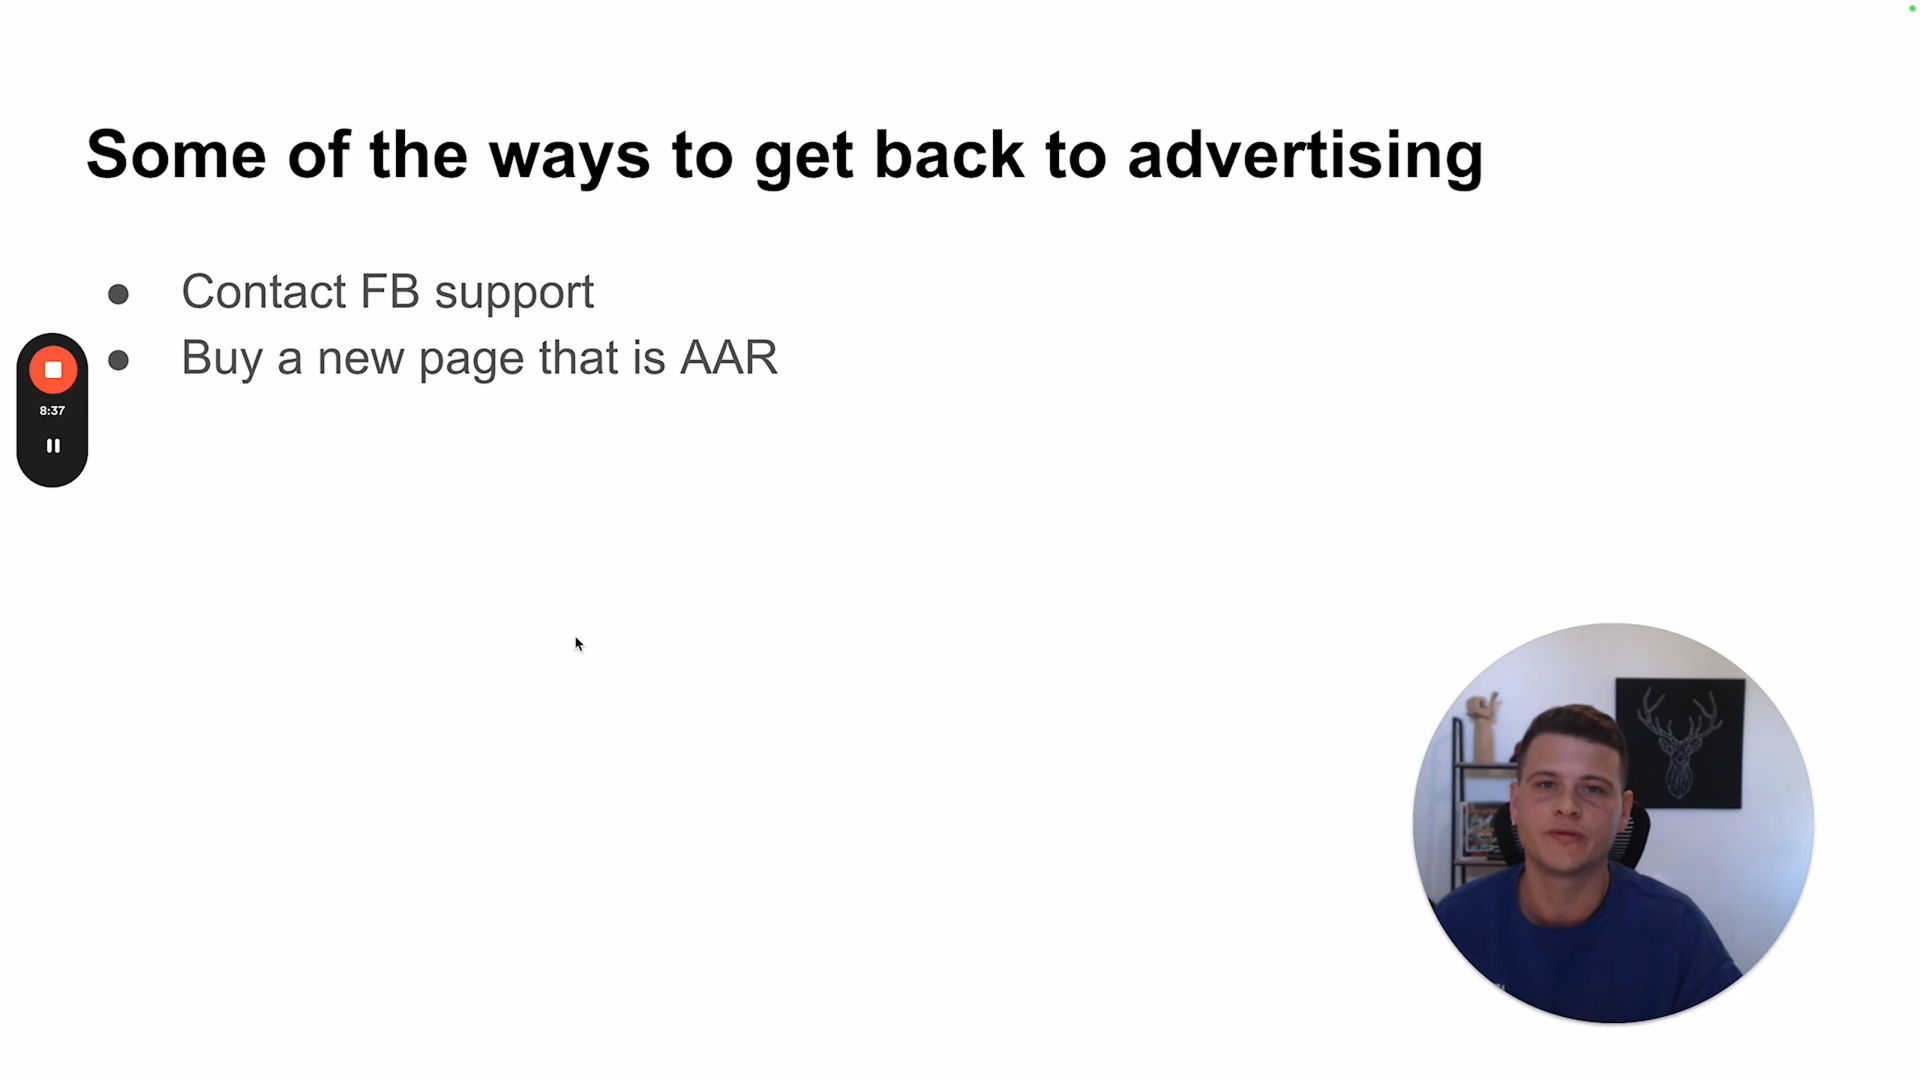 Some of the ways to get back to advertising
● Contact FB support
● Buy a new page that is AAR
8:37